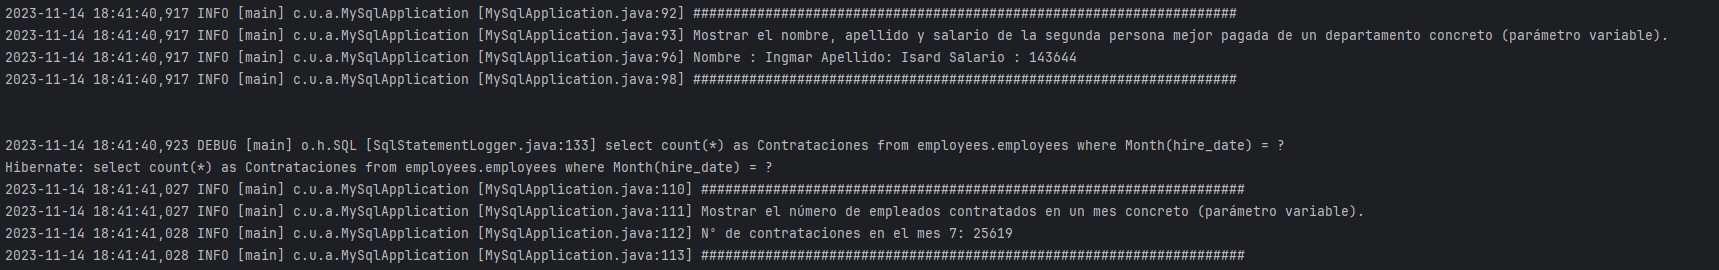 2023-11-14 18:41:40,917 INFO [main] c.u.a.MySqlApplication [MySqlApplication.java:92] ####################################################################
2023-11-14 18:41:40,917 INFO [main] c.u.a.MySqlApplication [MySqlApplication.java:93] Mostrar el nombre, apellido y salario de la segunda persona mejor pagada de un departamento concreto (parámetro variable).
2023-11-14 18:41:40,917 INFO [main] c.u.a.MySqlApplication [MySqlApplication.java:96] Nombre : Ingmar Apellido: Isard Salario : 143644
2023-11-14 18:41:40,917 INFO [main] c.u.a.MySqlApplication [MySqlApplication.java:98] ####################################################################
2023-11-14 18:41:40,923 DEBUG [main] o.h.SQL [SqlStatementLogger.java:133] select count(*) as Contrataciones from employees.employees where Month(hire_date) = ?
Hibernate: select count(*) as Contrataciones from employees.employees where Month(hire_date) = ?
2023-11-14 18:41:41,027 INFO [main] c.u.a.MySqlApplication [MySqlApplication.java:110] ####################################################################
2023-11-14 18:41:41,027 INFO [main] c.u.a.MySqlApplication [MySqlApplication.java:111] Mostrar el número de empleados contratados en un mes concreto (parámetro variable).
2023-11-14 18:41:41,028 INFO [main] c.u.a.MySqlApplication [MySqlApplication.java:112] Nº de contrataciones en el mes 7: 25619
2023-11-14 18:41:41,028 INFO [main] c.u.a.MySqlApplication [MySqlApplication.java:113] ####################################################################